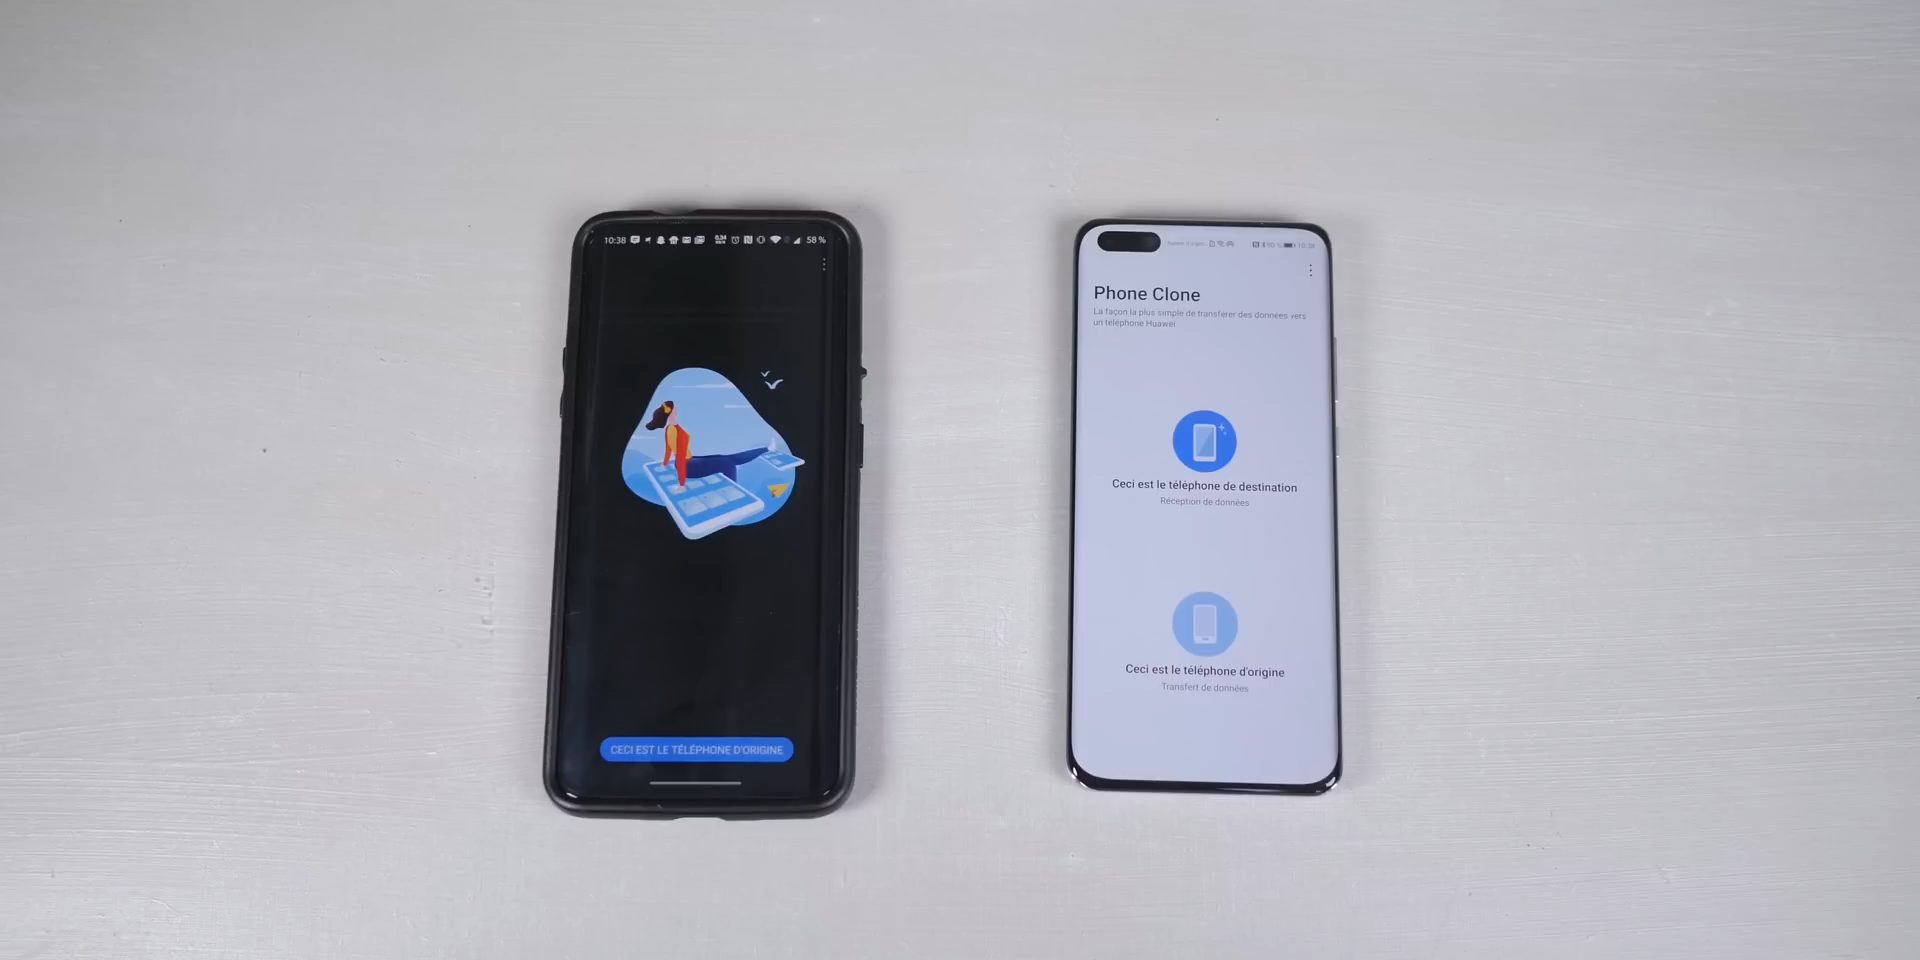 10:38
58 %
CECI EST LE TÉLÉPHONE D'ORIGINE
10:38
Phone Clone
La façon la plus simple de transférer des données vers
un téléphone Huawei
Ceci est le téléphone de destination
Réception de données
Ceci est le téléphone d'origine
Transfert de données